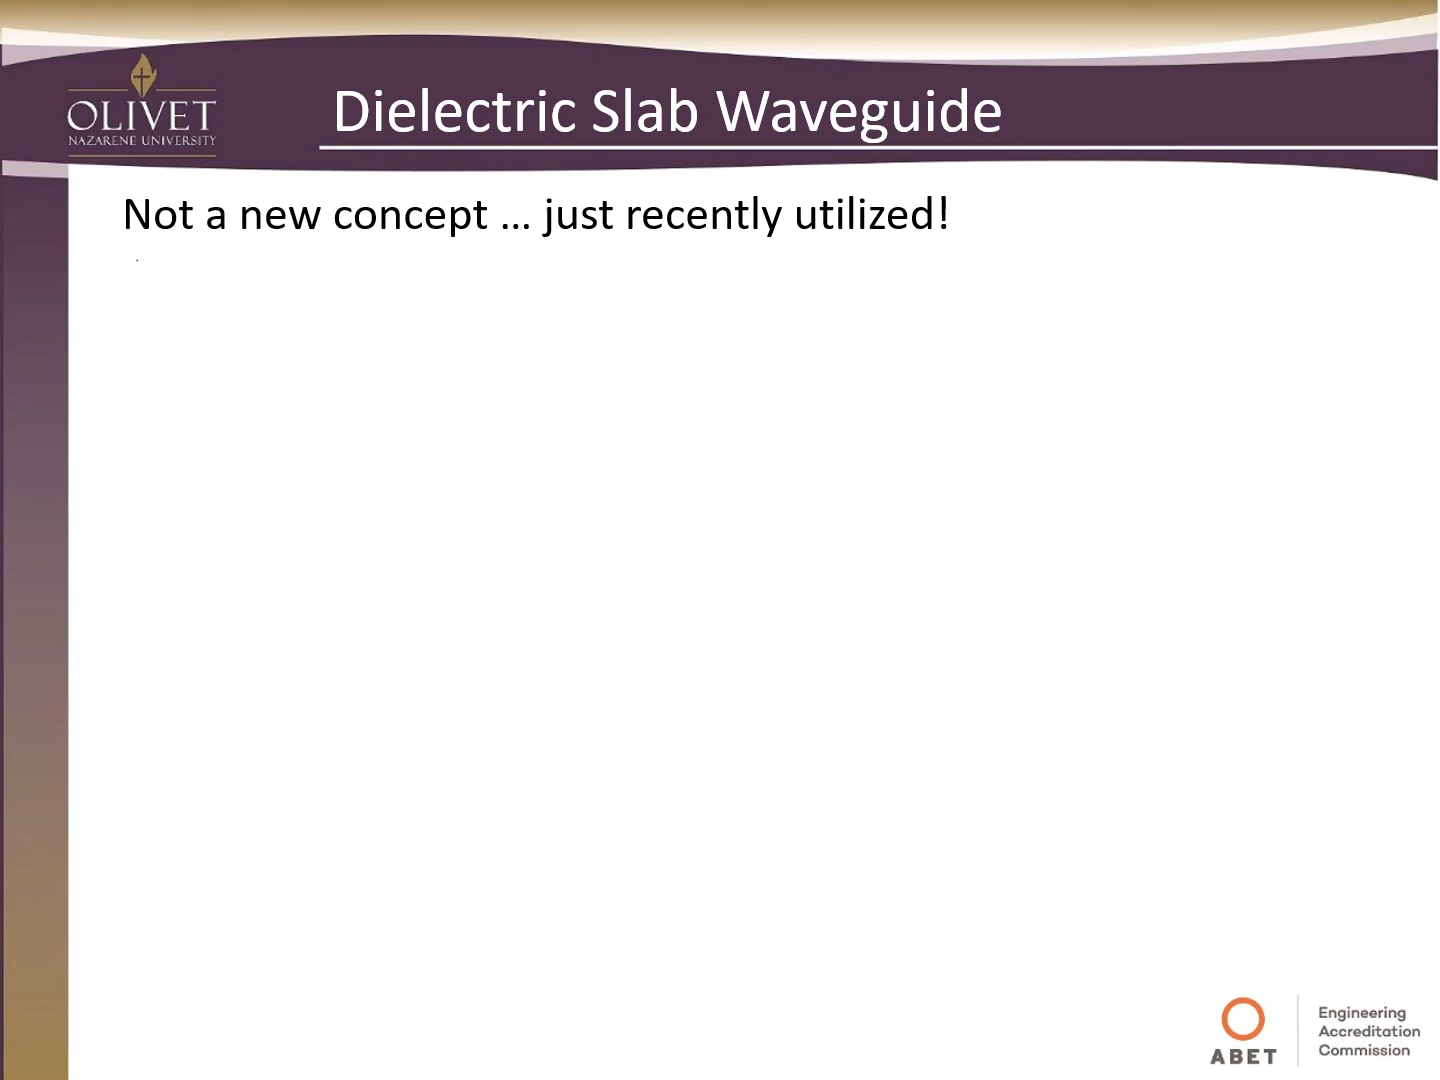 OLIVET
NAZARENE UNIVERSITY
Dielectric Slab Waveguide
Not a new concept … just recently utilized!
ABET
Engineering
Accreditation
Commission